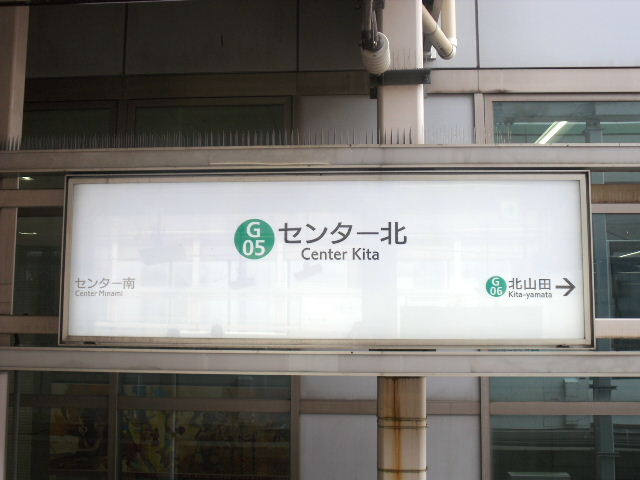 G
05
センター北
Center Kita
センター南
Center Minami
G
06
北山田
Kita-yamata